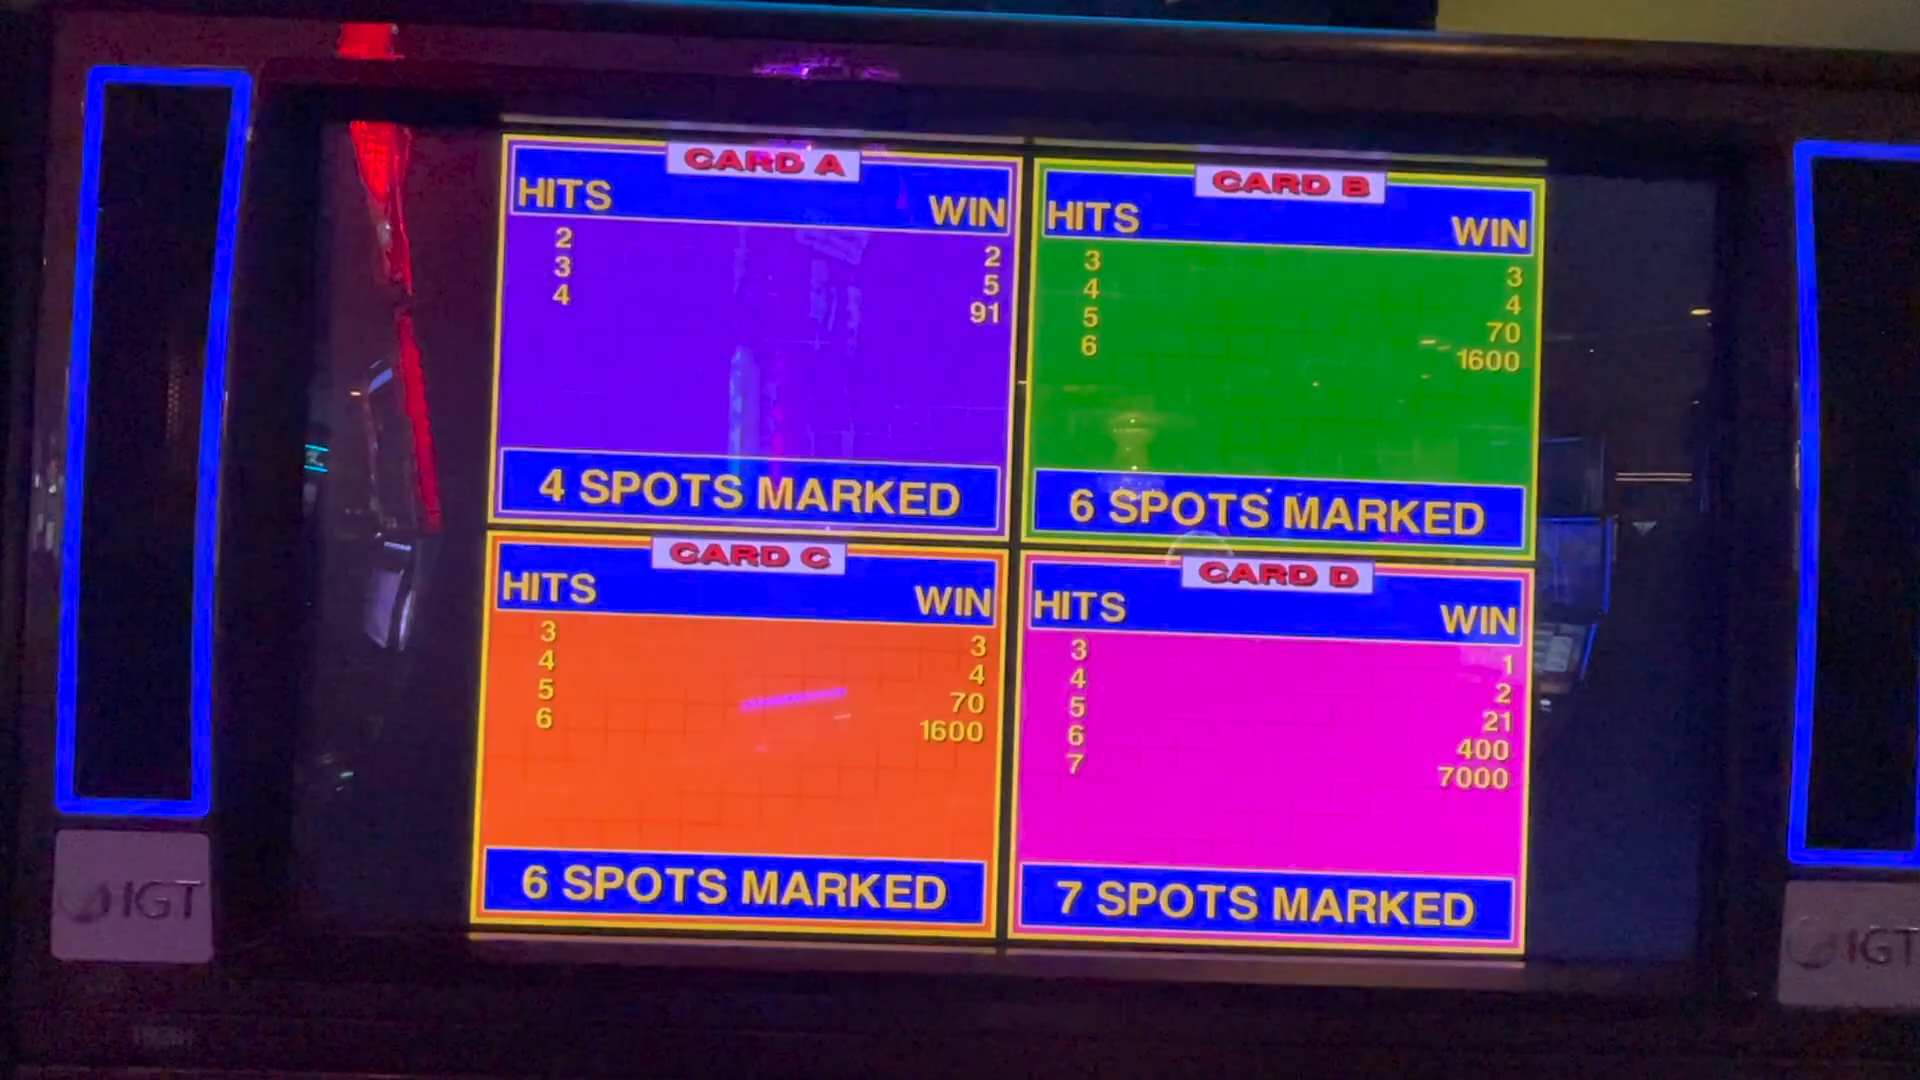 CARD A
HITS WIN
2 2
3 5
4 91
4 SPOTS MARKED
CARD B
HITS WIN
3 3
4 4
5 70
6 1600
6 SPOTS MARKED
CARD C
HITS WIN
3 3
4 4
5 70
6 1600
6 SPOTS MARKED
CARD D
HITS WIN
3 1
4 2
5 21
6 400
7 7000
7 SPOTS MARKED
IGT
IGT